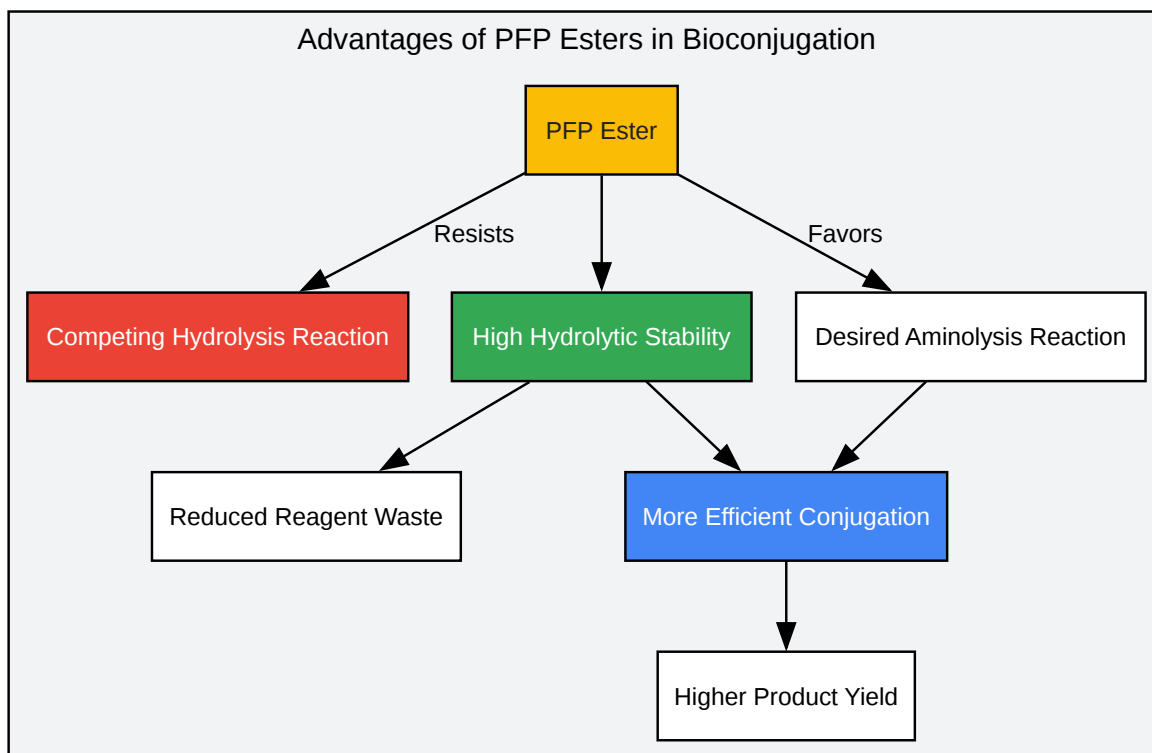 Advantages of PFP Esters in Bioconjugation
PFP Ester
Resists
Favors
Competing Hydrolysis Reaction
High Hydrolytic Stability
Desired Aminolysis Reaction
Reduced Reagent Waste
More Efficient Conjugation
Higher Product Yield